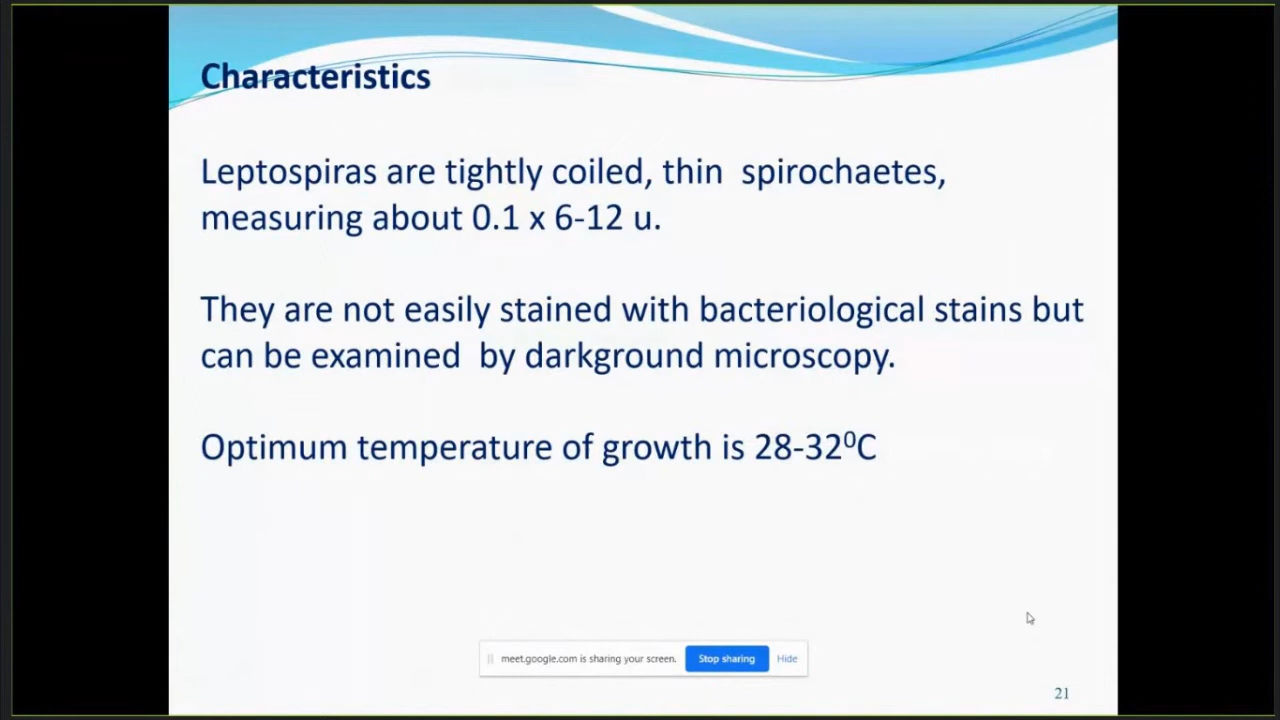 Characteristics
Leptospiras are tightly coiled, thin spirochaetes,
measuring about 0.1 x 6-12 u.
They are not easily stained with bacteriological stains but
can be examined by darkground microscopy.
Optimum temperature of growth is 28-32⁰C
meet.google.com is sharing your screen. Stop sharing Hide
21